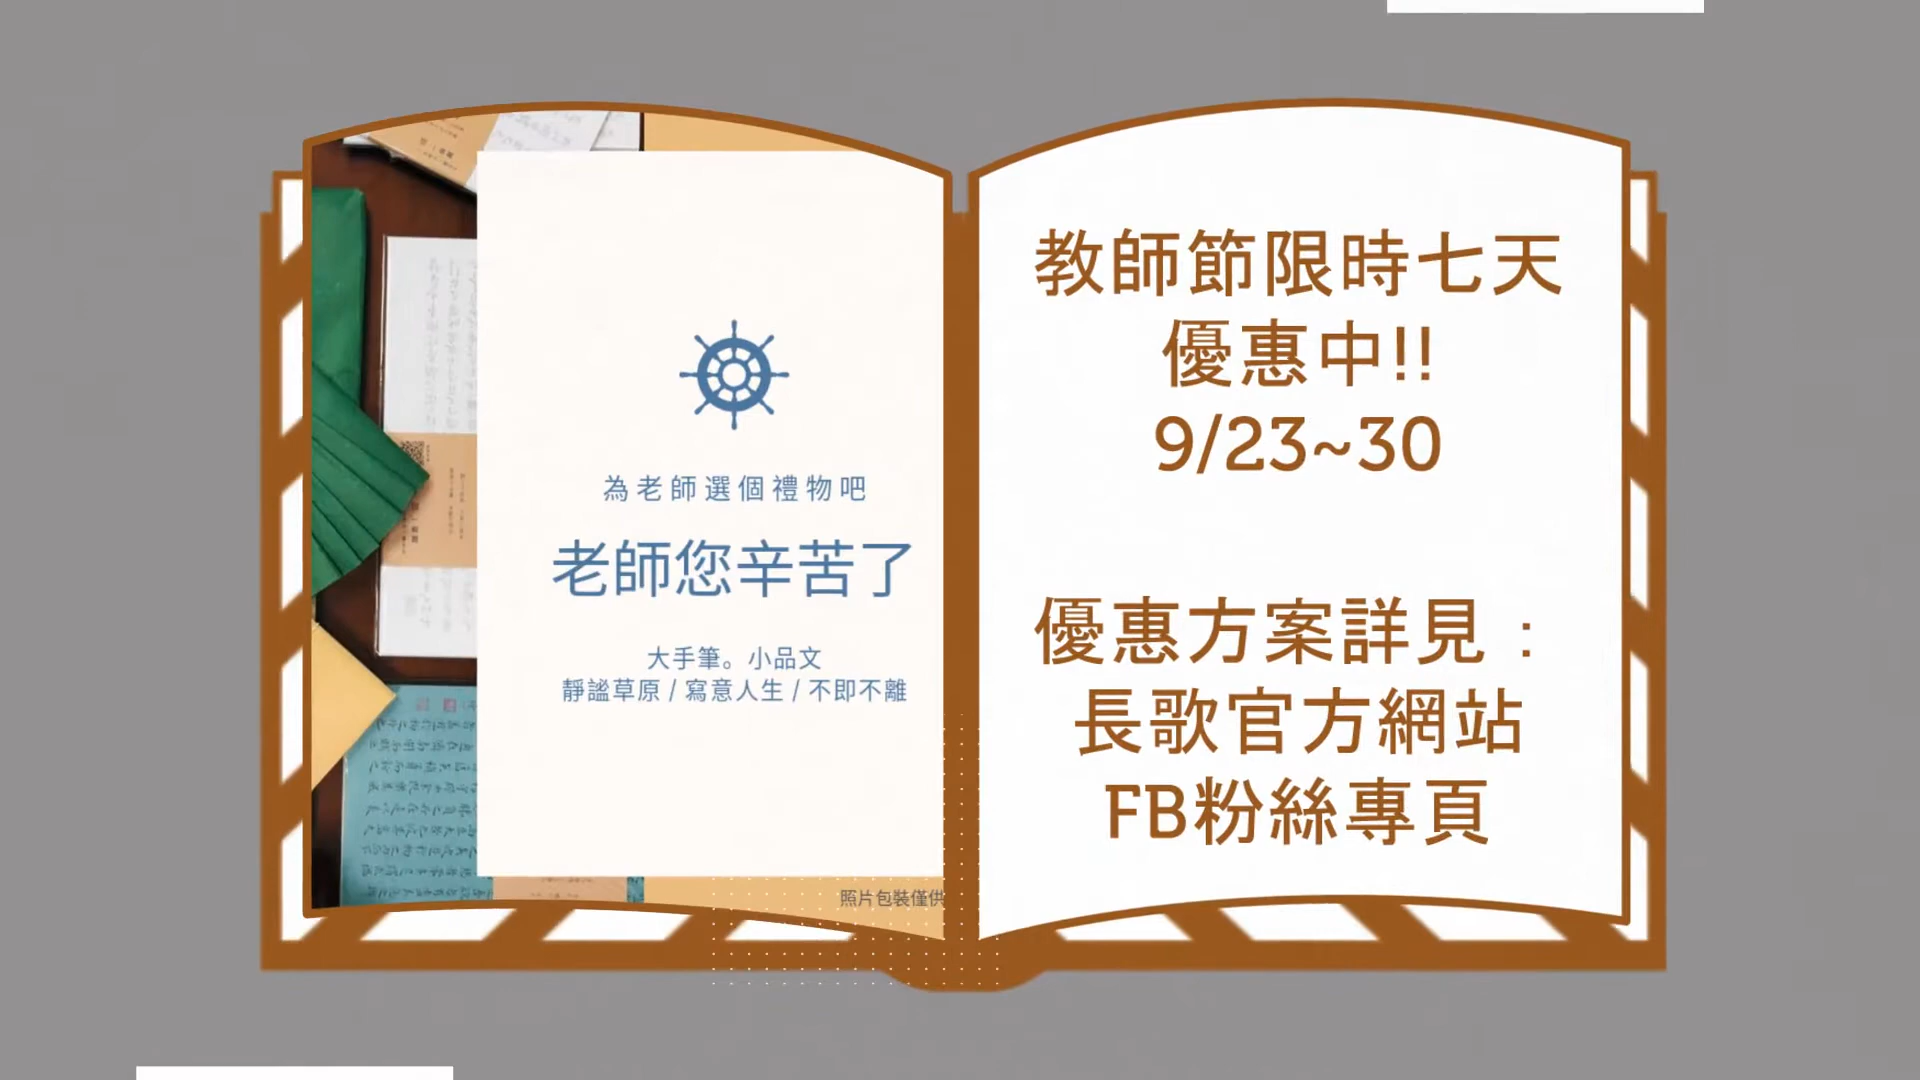 為老師選個禮物吧
老師您辛苦了
大手筆。小品文
靜謐草原 / 寫意人生 / 不即不離
照片包裝僅供
教師節限時七天
優惠中!!
9/23~30
優惠方案詳見：
長歌官方網站
FB粉絲專頁